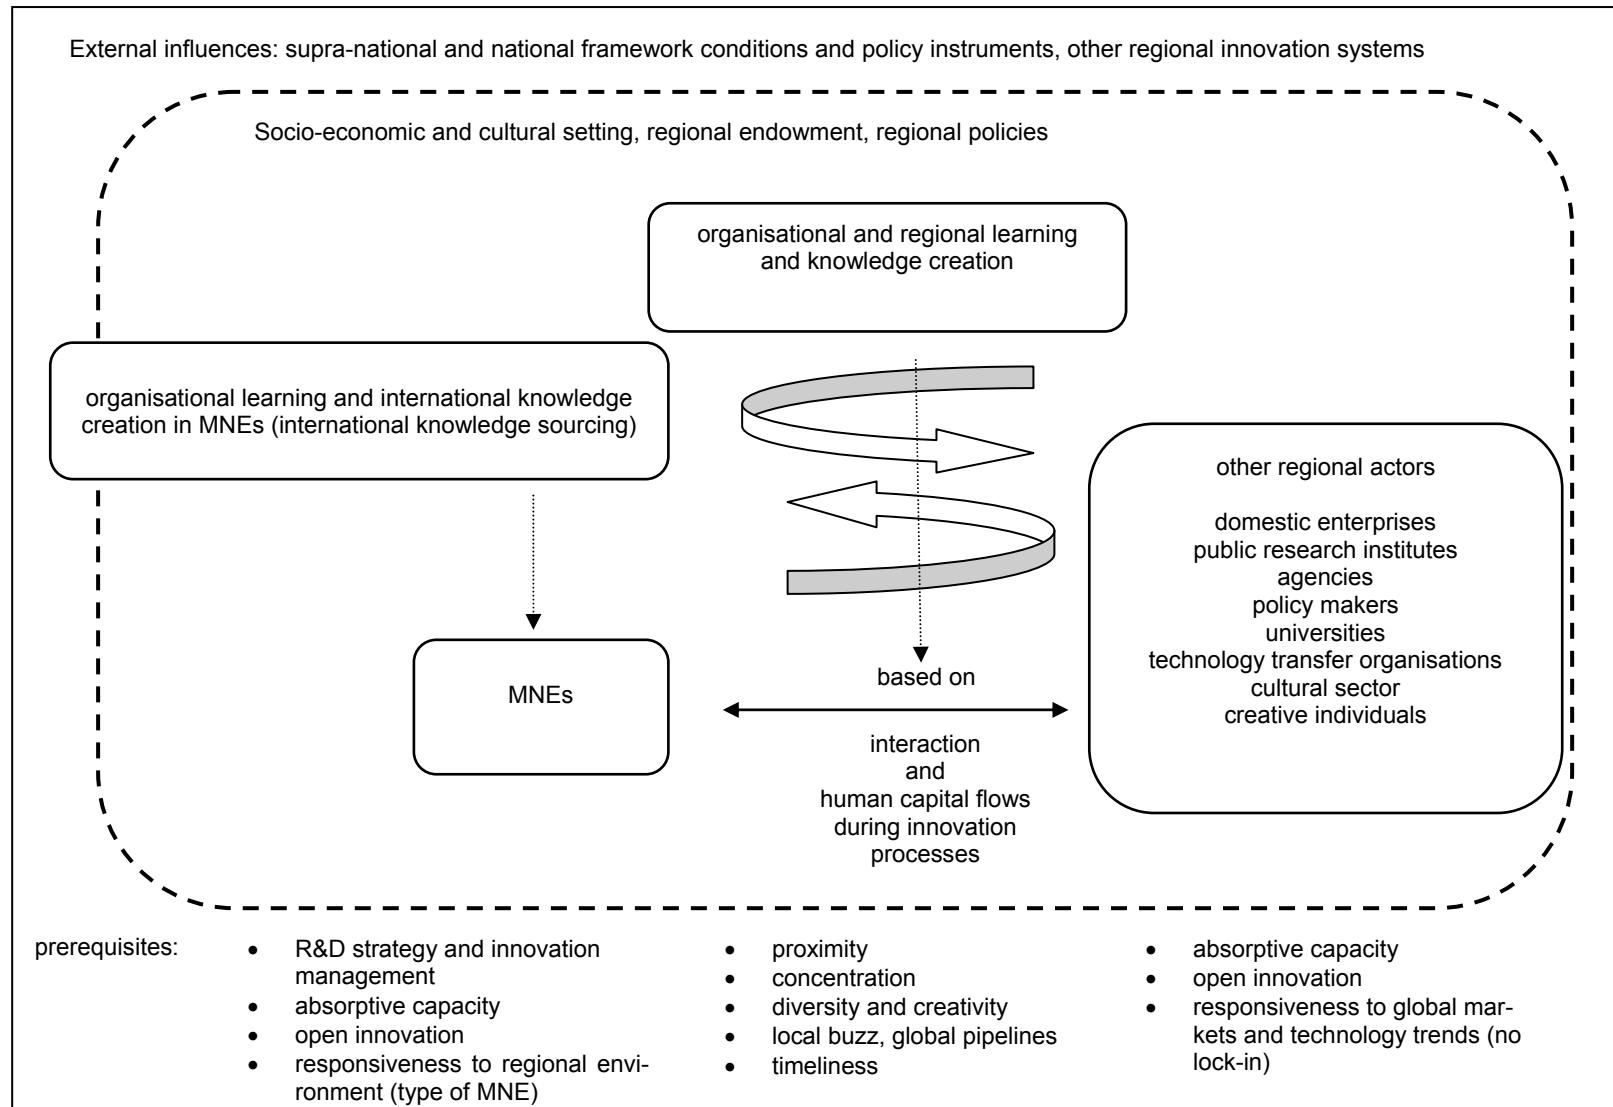 External influences: supra-national and national framework conditions and policy instruments, other regional innovation systems
Socio-economic and cultural setting, regional endowment, regional policies
organisational and regional learning
and knowledge creation
organisational learning and international knowledge
creation in MNEs (international knowledge sourcing)
other regional actors
domestic enterprises
public research institutes
agencies
policy makers
universities
technology transfer organisations
cultural sector
creative individuals
MNEs
based on
interaction
and
human capital flows
during innovation
processes
prerequisites:
• R&D strategy and innovation
management
• absorptive capacity
• open innovation
• responsiveness to regional envi-
ronment (type of MNE)
• proximity
• concentration
• diversity and creativity
• local buzz, global pipelines
• timeliness
• absorptive capacity
• open innovation
• responsiveness to global mar-
kets and technology trends (no
lock-in)